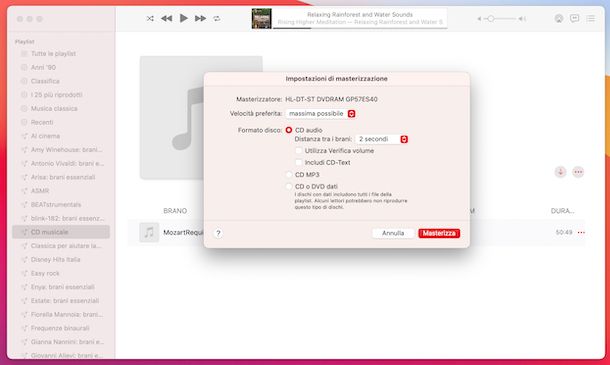 Relaxing Rainforest and Water Sounds
Rising Higher Meditation — Relaxing Rainforest and Water S
Playlist
Tutte le playlist
Anni '90
Classifica
I 25 più riprodotti
Musica classica
Recenti
Al cinema
Amy Winehouse: brani e...
Antonio Vivaldi: brani es...
Arisa: brani essenziali
ASMR
BEATstrumentals
blink-182: brani essenz...
CD musicale
Classica per aiutare la...
Disney Hits Italia
Easy rock
Enya: brani essenziali
Estate: brani essenziali
Fiorella Mannoia: brani...
Frequenze binaurali
Gianna Nannini: brani e...
Giovanni Allevi: brani e...
Impostazioni di masterizzazione
Masterizzatore: HL-DT-ST DVDRAM GP57ES40
Velocità preferita: massima possibile
Formato disco: CD audio
Distanza tra i brani: 2 secondi
Utilizza Verifica volume
Includi CD-Text
CD MP3
CD o DVD dati
I dischi con dati includono tutti i file della
playlist. Alcuni lettori potrebbero non riprodurre
questo tipo di dischi.
? Annulla Masterizza
BRANO
DURA...
MozartRequi
50:49